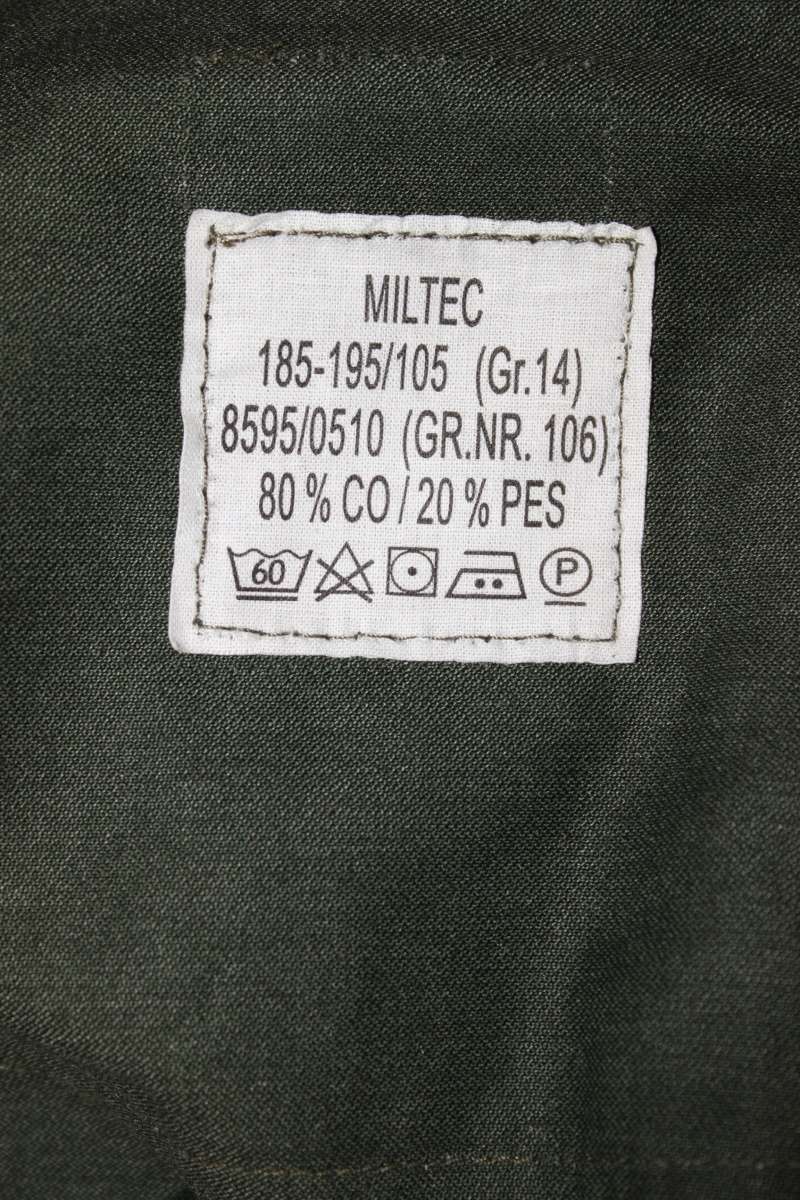 MILTEC
185-195/105 (Gr.14)
8595/0510 (GR.NR. 106)
80 % CO / 20 % PES
60 P